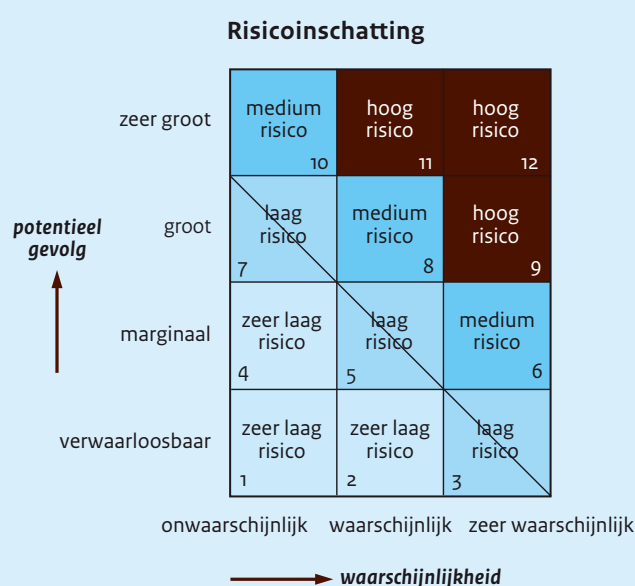 Risicoinschatting
zeer groot
medium
risico
10
hoog
risico
11
hoog
risico
12
potentieel
gevolg
groot
laag
risico
7
medium
risico
8
hoog
risico
9
marginaal
zeer laag
risico
4
laag
risico
5
medium
risico
6
verwaarloosbaar
zeer laag
risico
1
zeer laag
risico
2
laag
risico
3
onwaarschijnlijk waarschijnlijk zeer waarschijnlijk
waarschijnlijkheid